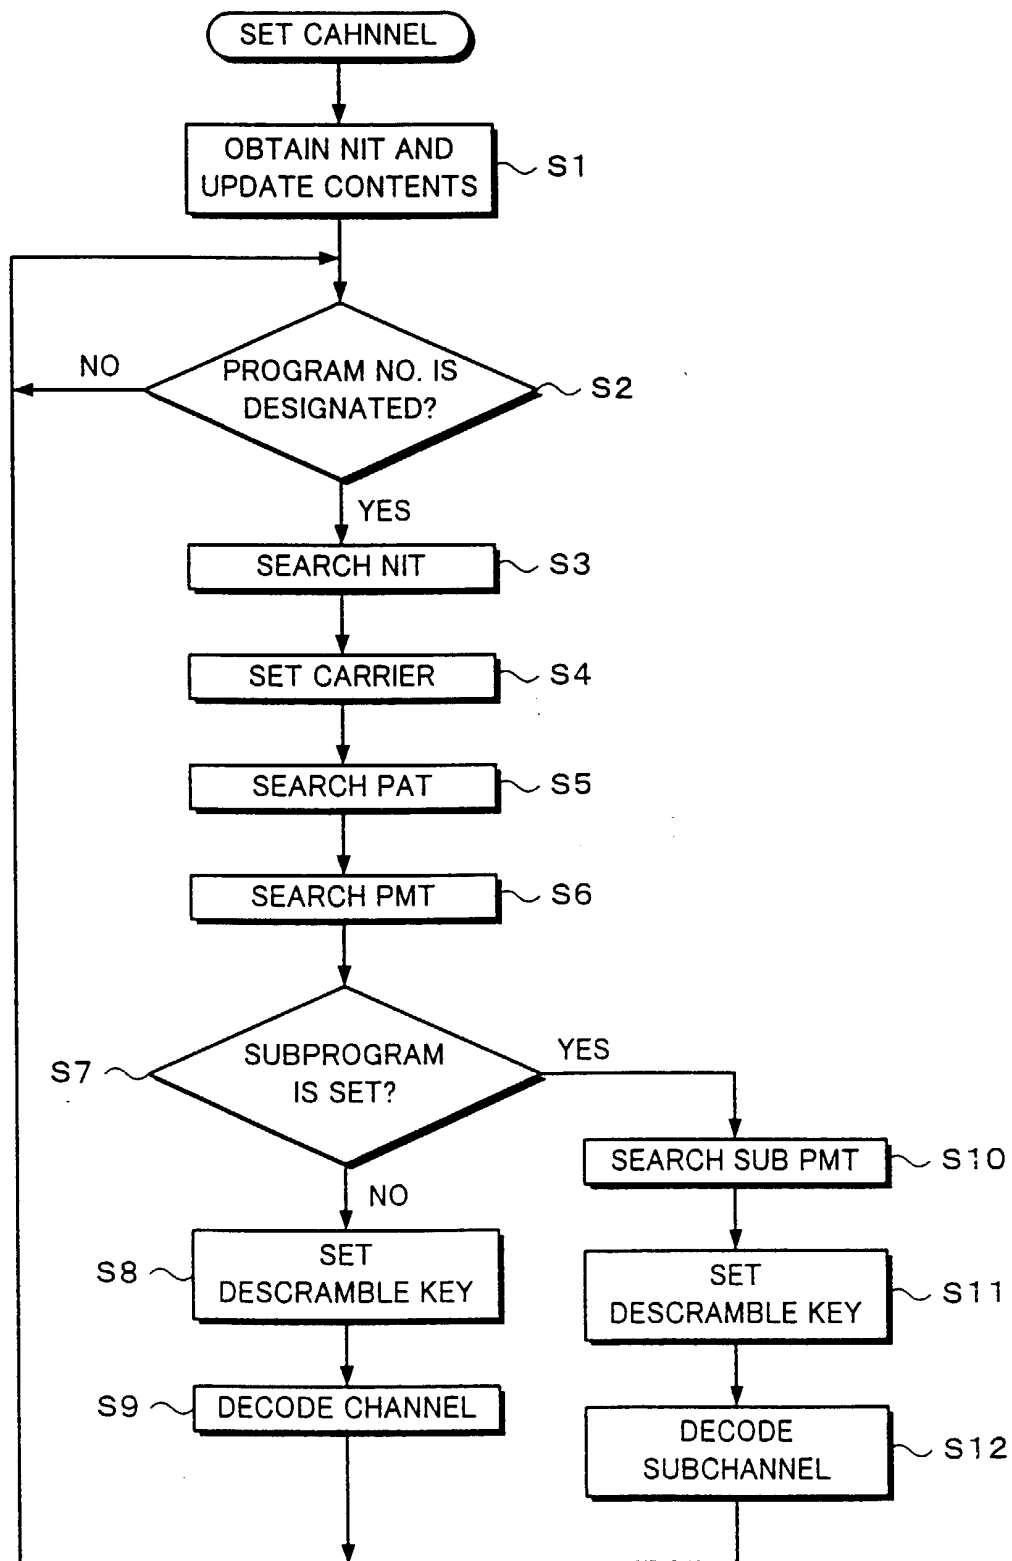 SET CAHNNEL
OBTAIN NIT AND
UPDATE CONTENTS
S1
NO
PROGRAM NO. IS
DESIGNATED?
S2
YES
SEARCH NIT
S3
SET CARRIER
S4
SEARCH PAT
S5
SEARCH PMT
S6
S7
SUBPROGRAM
IS SET?
YES
SEARCH SUB PMT
S10
NO
S8
SET
DESCRAMBLE KEY
SET
DESCRAMBLE KEY
S11
S9
DECODE CHANNEL
DECODE
SUBCHANNEL
S12